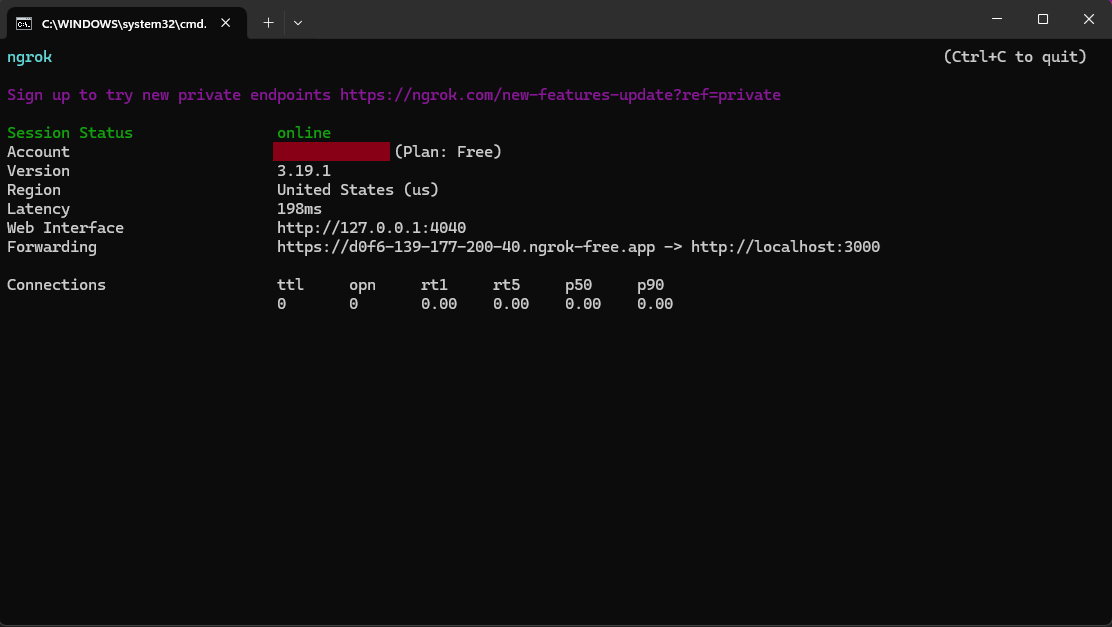 C:\WINDOWS\system32\cmd.
ngrok (Ctrl+C to quit)
Sign up to try new private endpoints https://ngrok.com/new-features-update?ref=private
Session Status online
Account (Plan: Free)
Version 3.19.1
Region United States (us)
Latency 198ms
Web Interface http://127.0.0.1:4040
Forwarding https://d0f6-139-177-200-40.ngrok-free.app -> http://localhost:3000
Connections ttl opn rt1 rt5 p50 p90
0 0 0.00 0.00 0.00 0.00